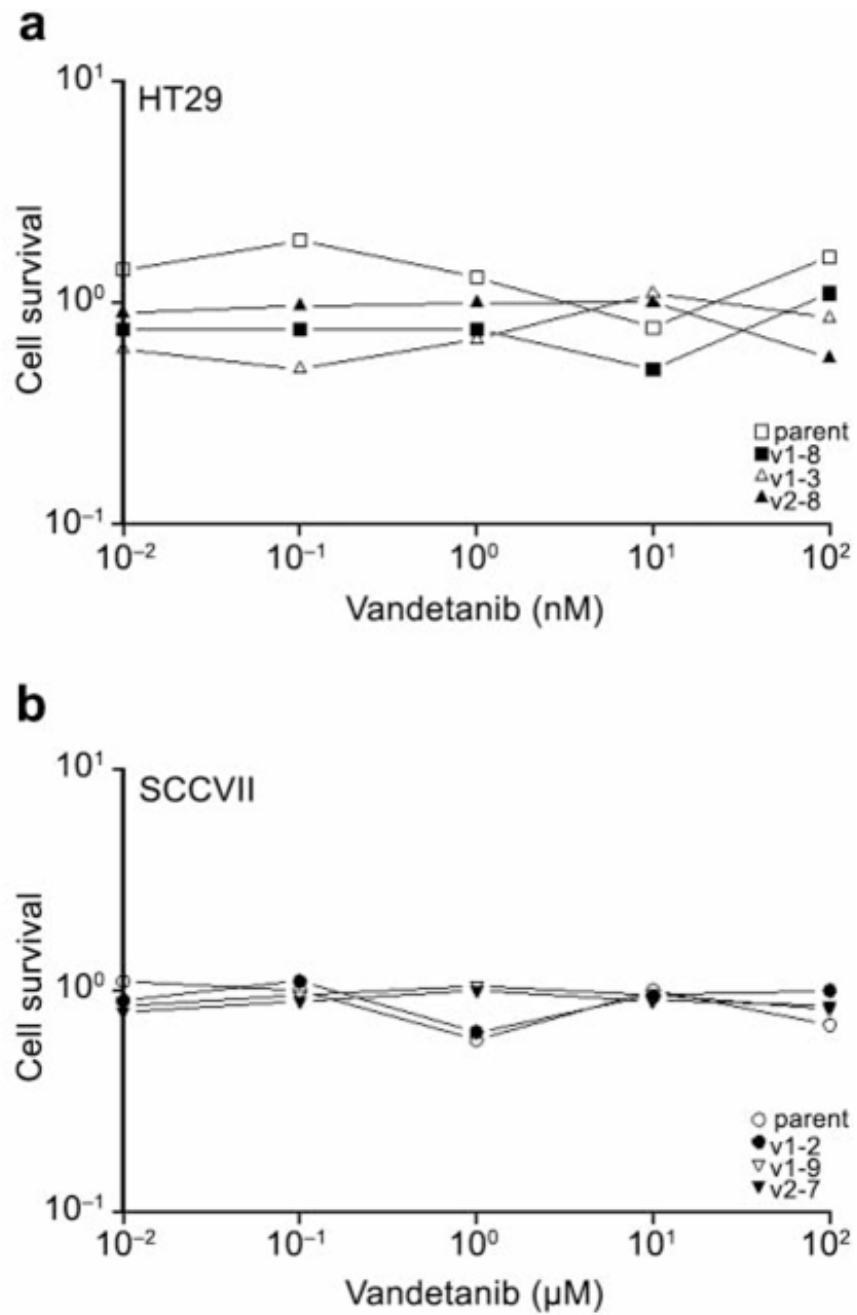 a
10¹
HT29
Cell survival
10⁰
□ parent
■ v1-8
△ v1-3
▲ v2-8
10⁻¹
10⁻² 10⁻¹ 10⁰ 10¹ 10²
Vandetanib (nM)
b
10¹
SCCVII
Cell survival
10⁰
○ parent
● v1-2
▽ v1-9
▼ v2-7
10⁻¹
10⁻² 10⁻¹ 10⁰ 10¹ 10²
Vandetanib (μM)